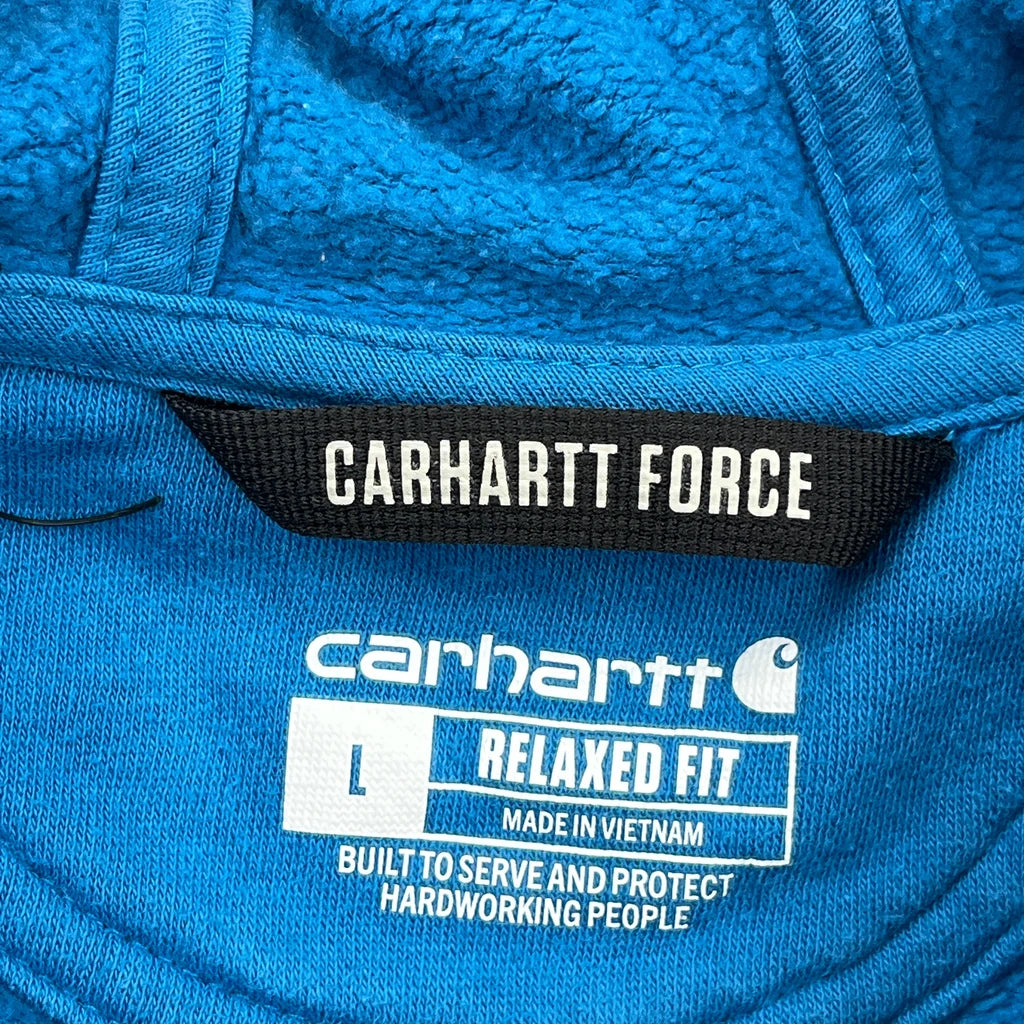 CARHARTT FORCE
carhartt
L
RELAXED FIT
MADE IN VIETNAM
BUILT TO SERVE AND PROTECT
HARDWORKING PEOPLE